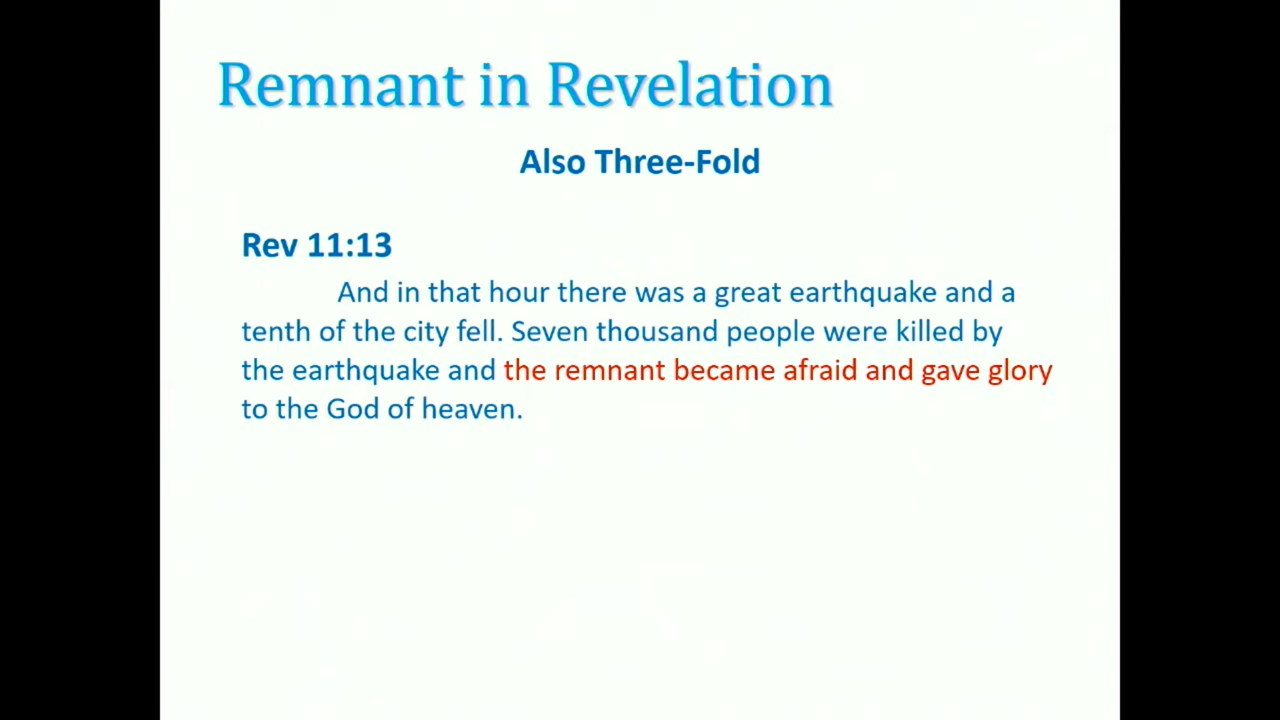 Remnant in Revelation
Also Three-Fold
Rev 11:13
And in that hour there was a great earthquake and a
tenth of the city fell. Seven thousand people were killed by
the earthquake and the remnant became afraid and gave glory
to the God of heaven.